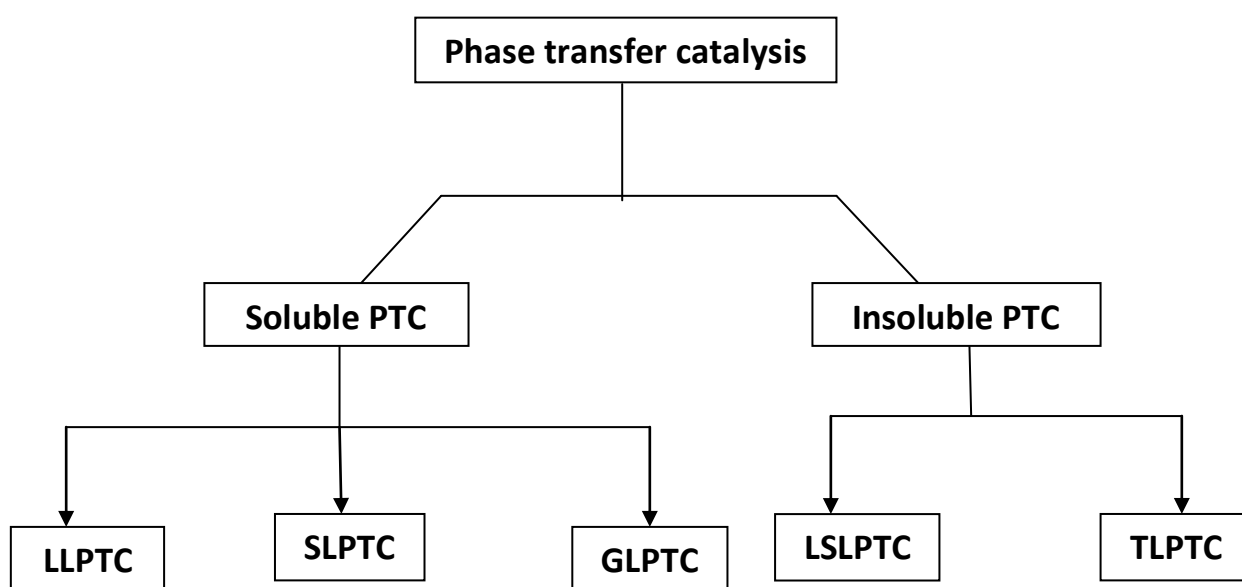 Phase transfer catalysis
Soluble PTC
Insoluble PTC
LLPTC
SLPTC
GLPTC
LSLPTC
TLPTC